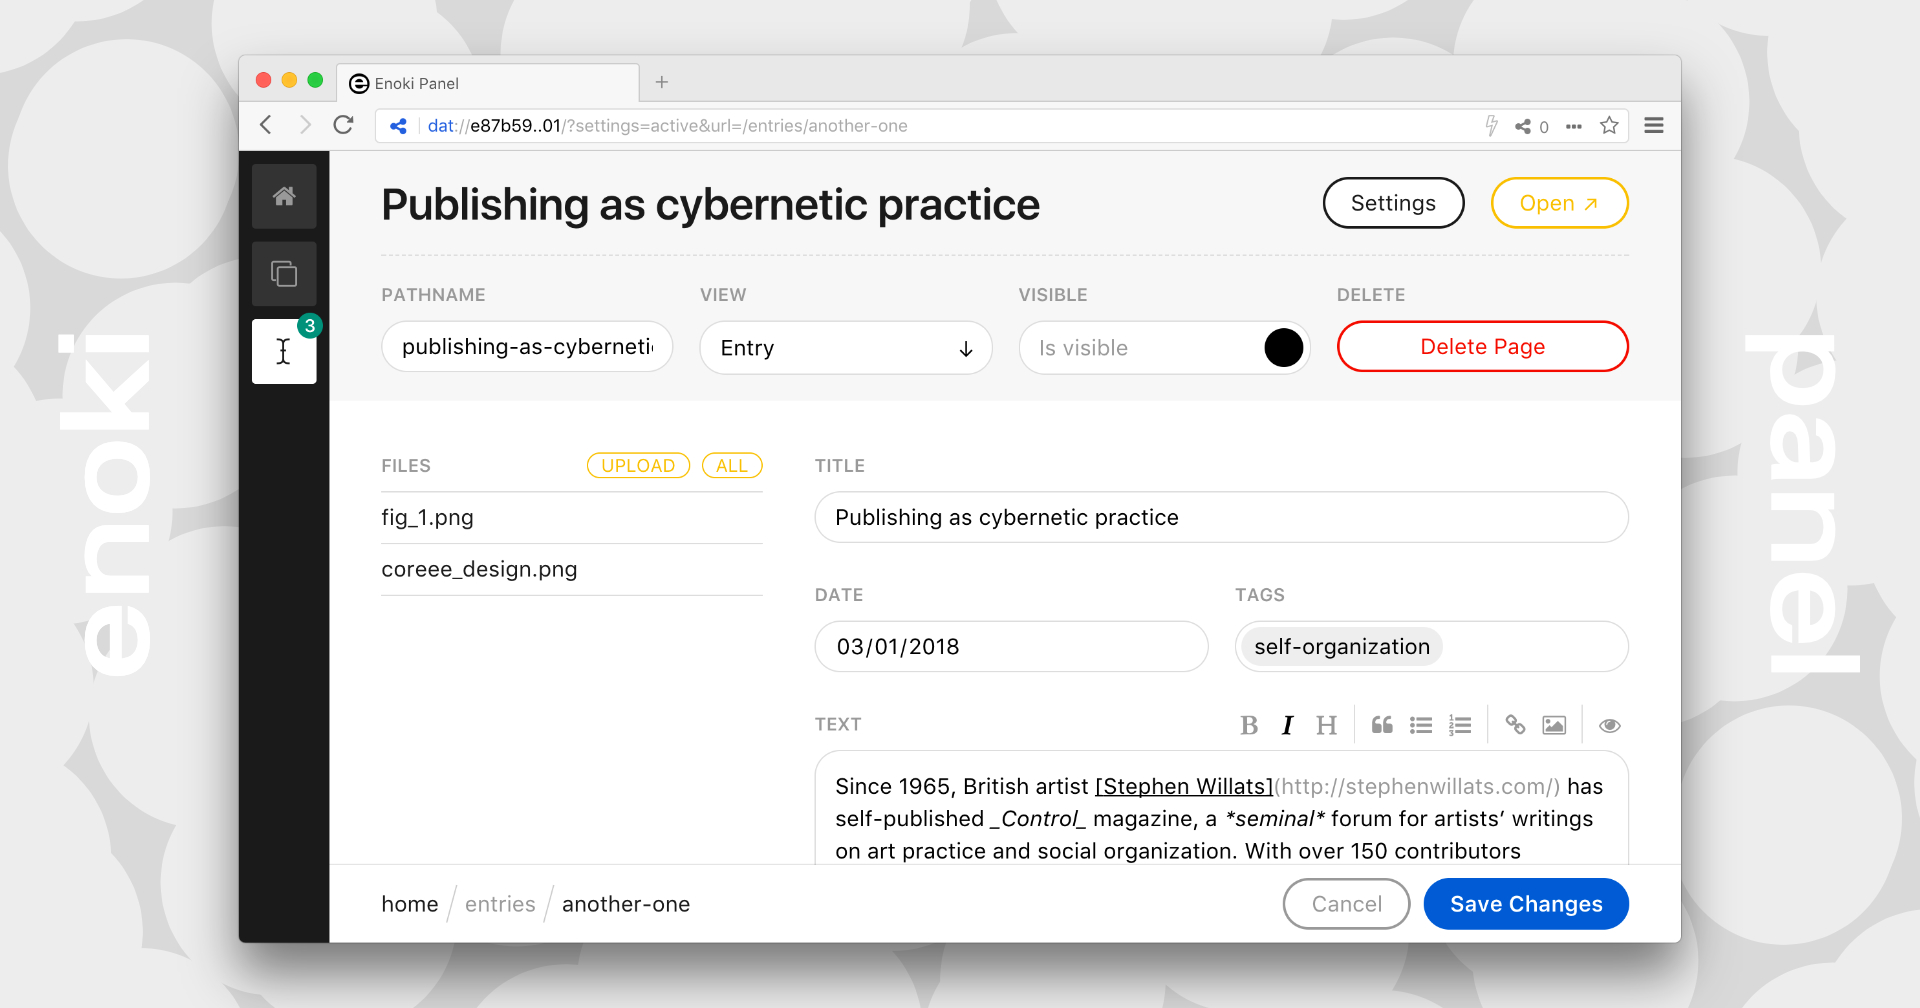 enoki
panel
Enoki Panel
dat://e87b59..01/?settings=active&url=/entries/another-one
0
3
Publishing as cybernetic practice
Settings
Open ↗
PATHNAME
VIEW
VISIBLE
DELETE
publishing-as-cyberneti
Entry
Is visible
Delete Page
FILES
UPLOAD
ALL
fig_1.png
coreee_design.png
TITLE
Publishing as cybernetic practice
DATE
TAGS
03/01/2018
self-organization
TEXT
B I H
Since 1965, British artist [Stephen Willats](http://stephenwillats.com/) has
self-published _Control_ magazine, a *seminal* forum for artists’ writings
on art practice and social organization. With over 150 contributors
home / entries / another-one
Cancel
Save Changes